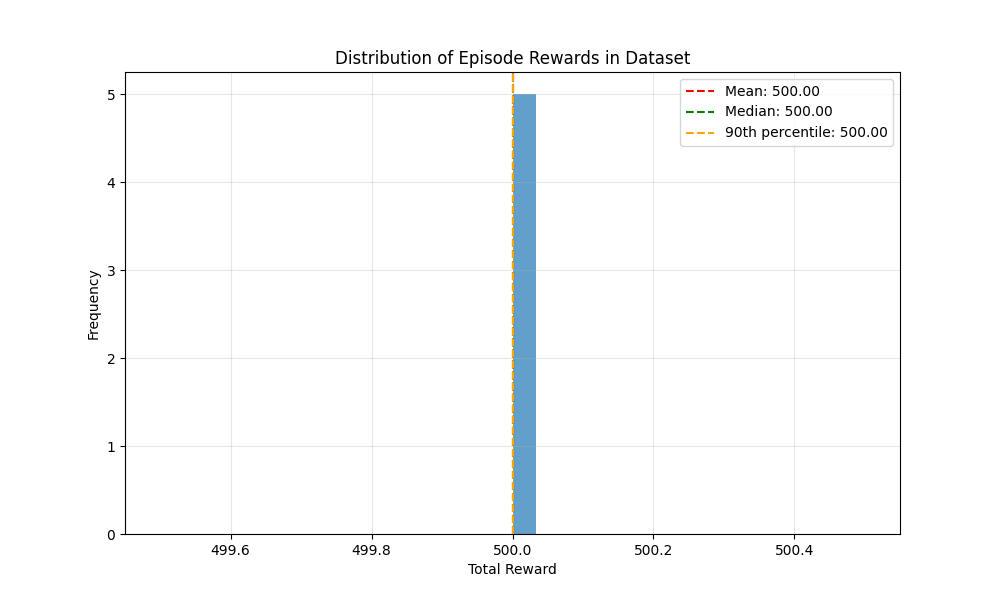 Distribution of Episode Rewards in Dataset
Mean: 500.00
Median: 500.00
90th percentile: 500.00
5
4
3
2
1
0
Frequency
499.6 499.8 500.0 500.2 500.4
Total Reward